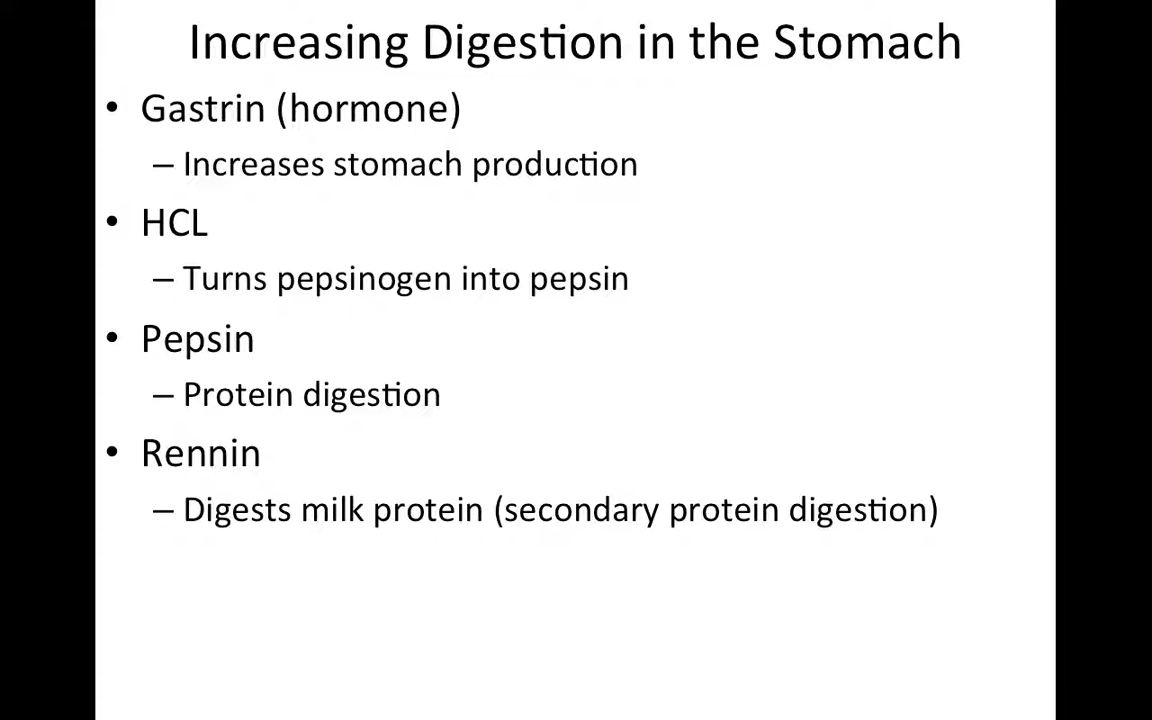 Increasing Digestion in the Stomach
• Gastrin (hormone)
– Increases stomach production
• HCL
– Turns pepsinogen into pepsin
• Pepsin
– Protein digestion
• Rennin
– Digests milk protein (secondary protein digestion)